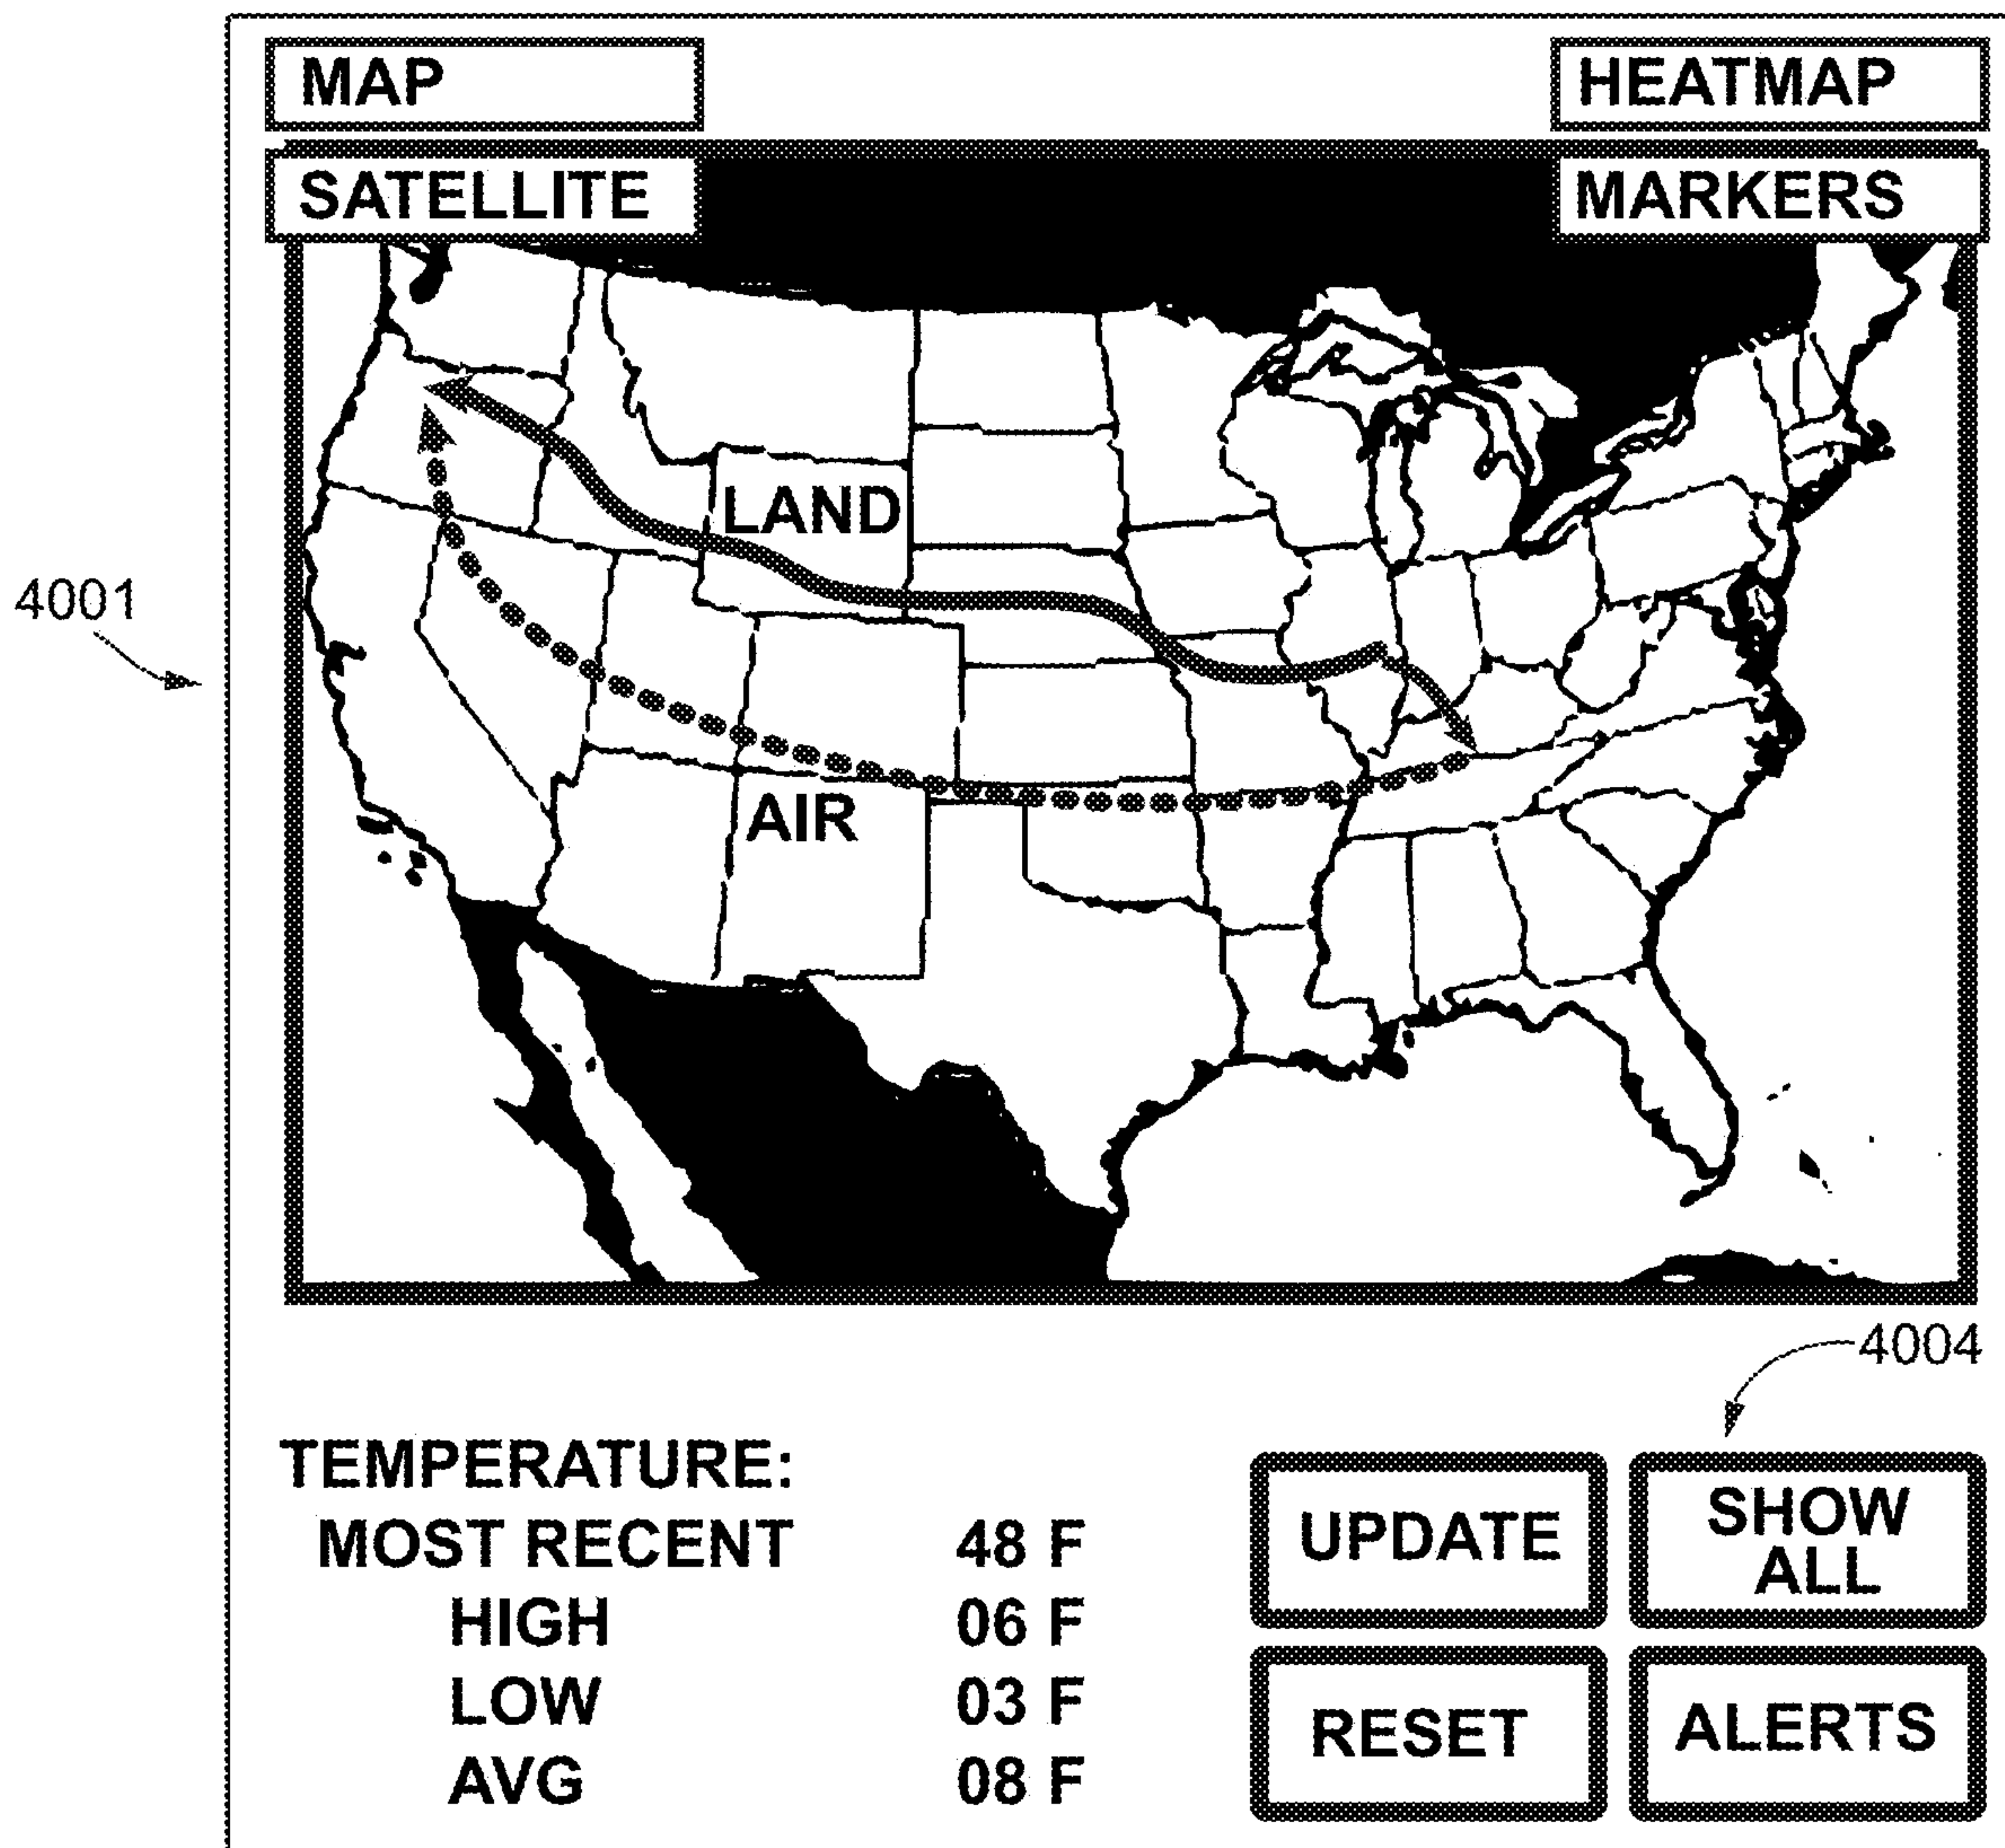 MAP
HEATMAP
SATELLITE
MARKERS
LAND
4001
AIR
4004
TEMPERATURE:
MOST RECENT 48 F
HIGH 06 F
LOW 03 F
AVG 08 F
UPDATE
SHOW
ALL
RESET
ALERTS